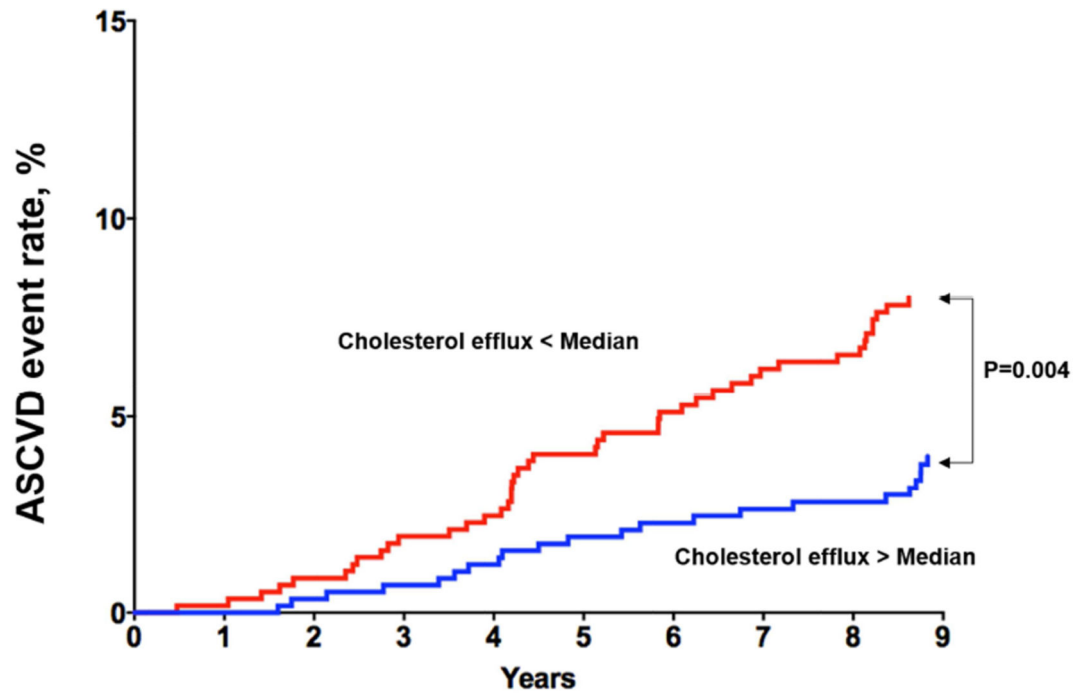 ASCVD event rate, %
15
10
5
0
Cholesterol efflux < Median
P=0.004
Cholesterol efflux > Median
0 1 2 3 4 5 6 7 8 9
Years